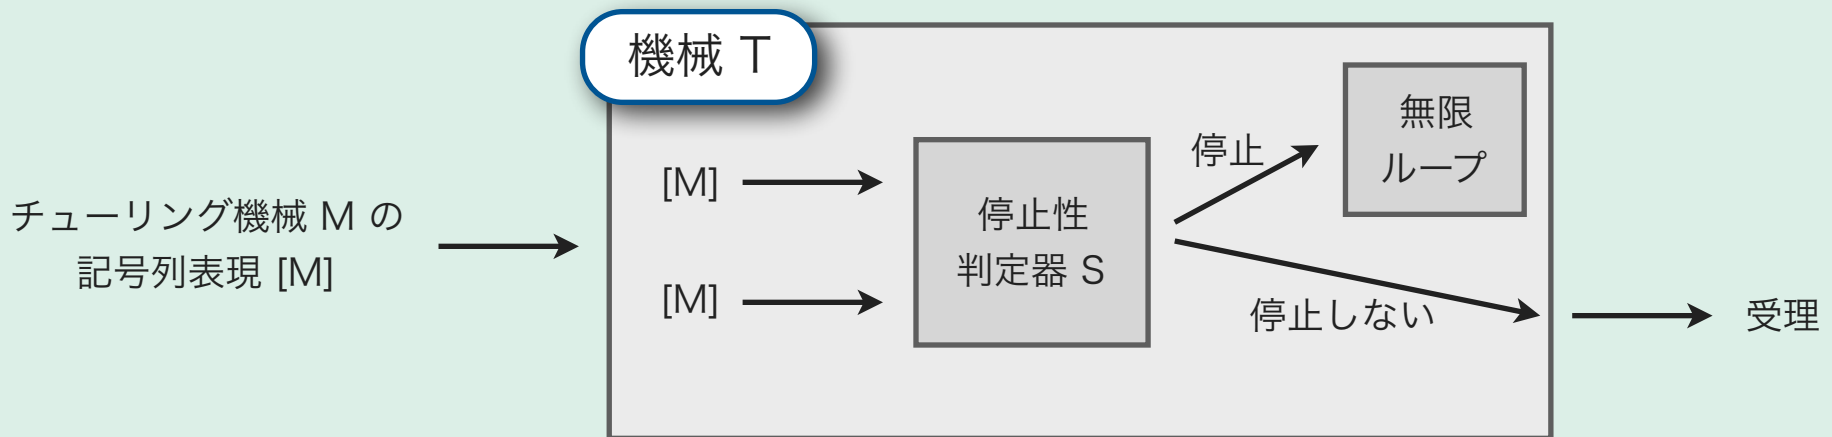 機械 T
チューリング機械 M の
記号列表現 [M]
[M]
[M]
停止性
判定器 S
停止
無限
ループ
停止しない
受理